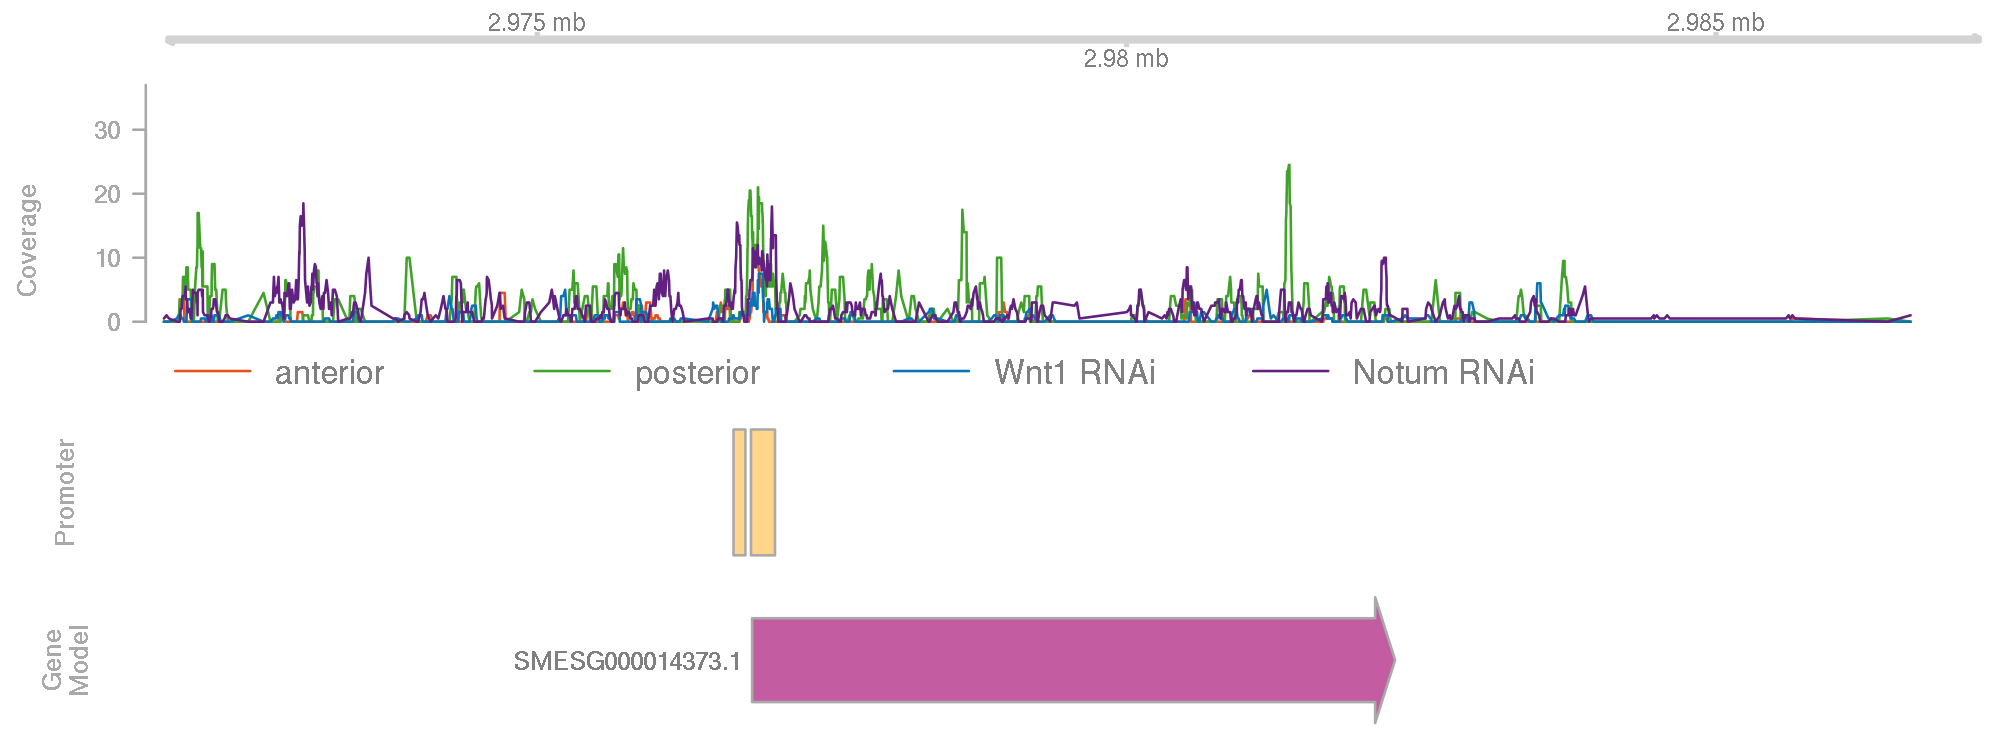 2.975 mb
2.985 mb
2.98 mb
Coverage
30
20
10
0
anterior
posterior
Wnt1 RNAi
Notum RNAi
Promoter
Gene
Model
SMESG000014373.1